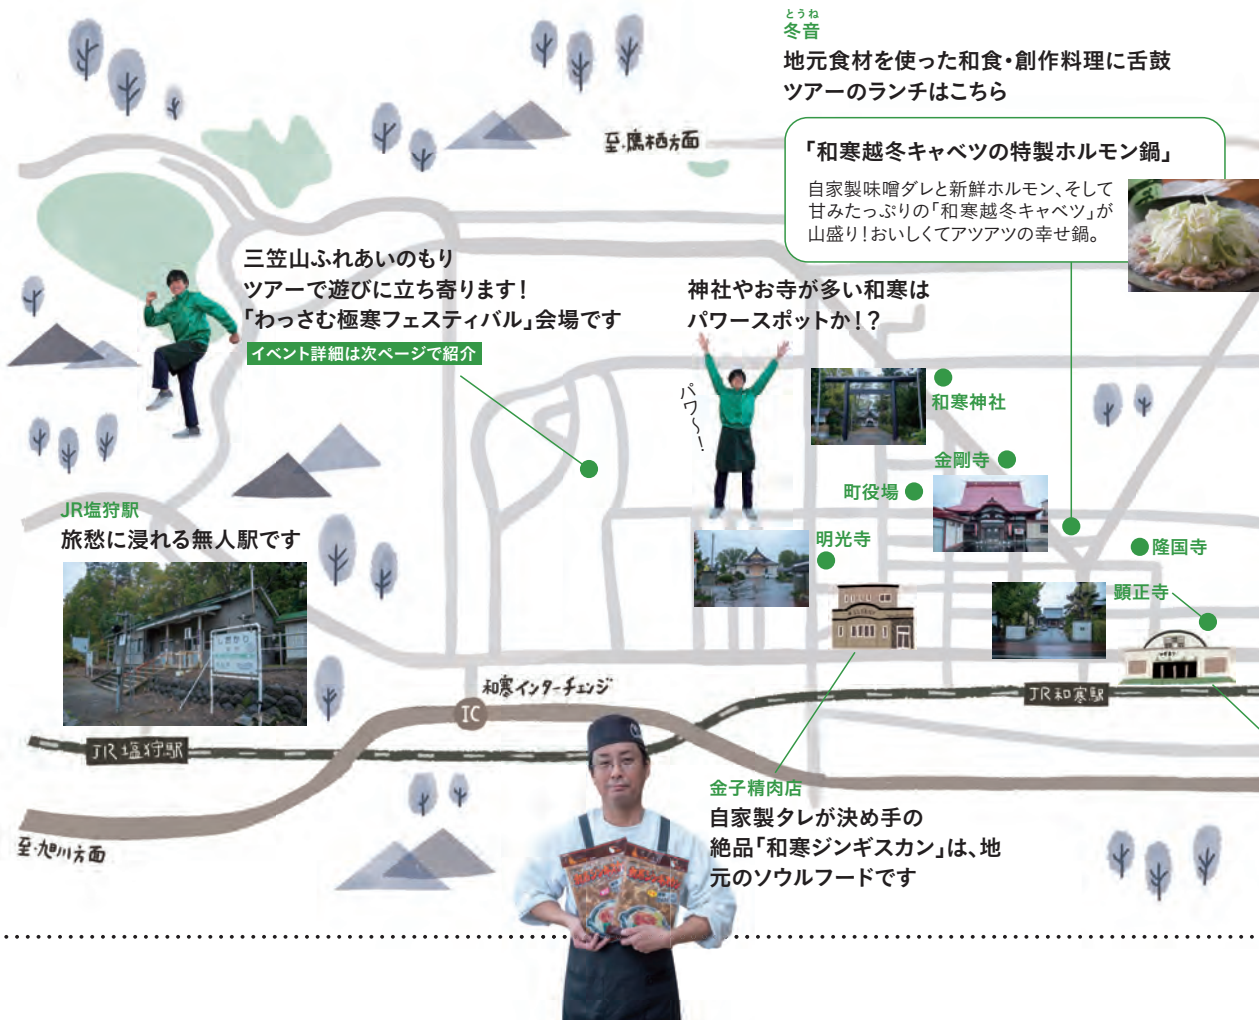 とうね
冬音
地元食材を使った和食・創作料理に舌鼓
ツアーのランチはこちら
「和寒越冬キャベツの特製ホルモン鍋」
自家製味噌ダレと新鮮ホルモン、そして
甘みたっぷりの「和寒越冬キャベツ」が
山盛り！おいしくてアツアツの幸せ鍋。
至・鷹栖方面
三笠山ふれあいのもり
ツアーで遊びに立ち寄ります！
「わっさむ極寒フェスティバル」会場です
イベント詳細は次ページで紹介
神社やお寺が多い和寒は
パワースポットか！？
パワ〜！
和寒神社
金剛寺
町役場
明光寺
隆国寺
顕正寺
JR塩狩駅
旅愁に浸れる無人駅です
しおかり
和寒インターチェンジ
IC
JR和寒駅
JR塩狩駅
至・旭川方面
金子精肉店
自家製タレが決め手の
絶品「和寒ジンギスカン」は、地
元のソウルフードです